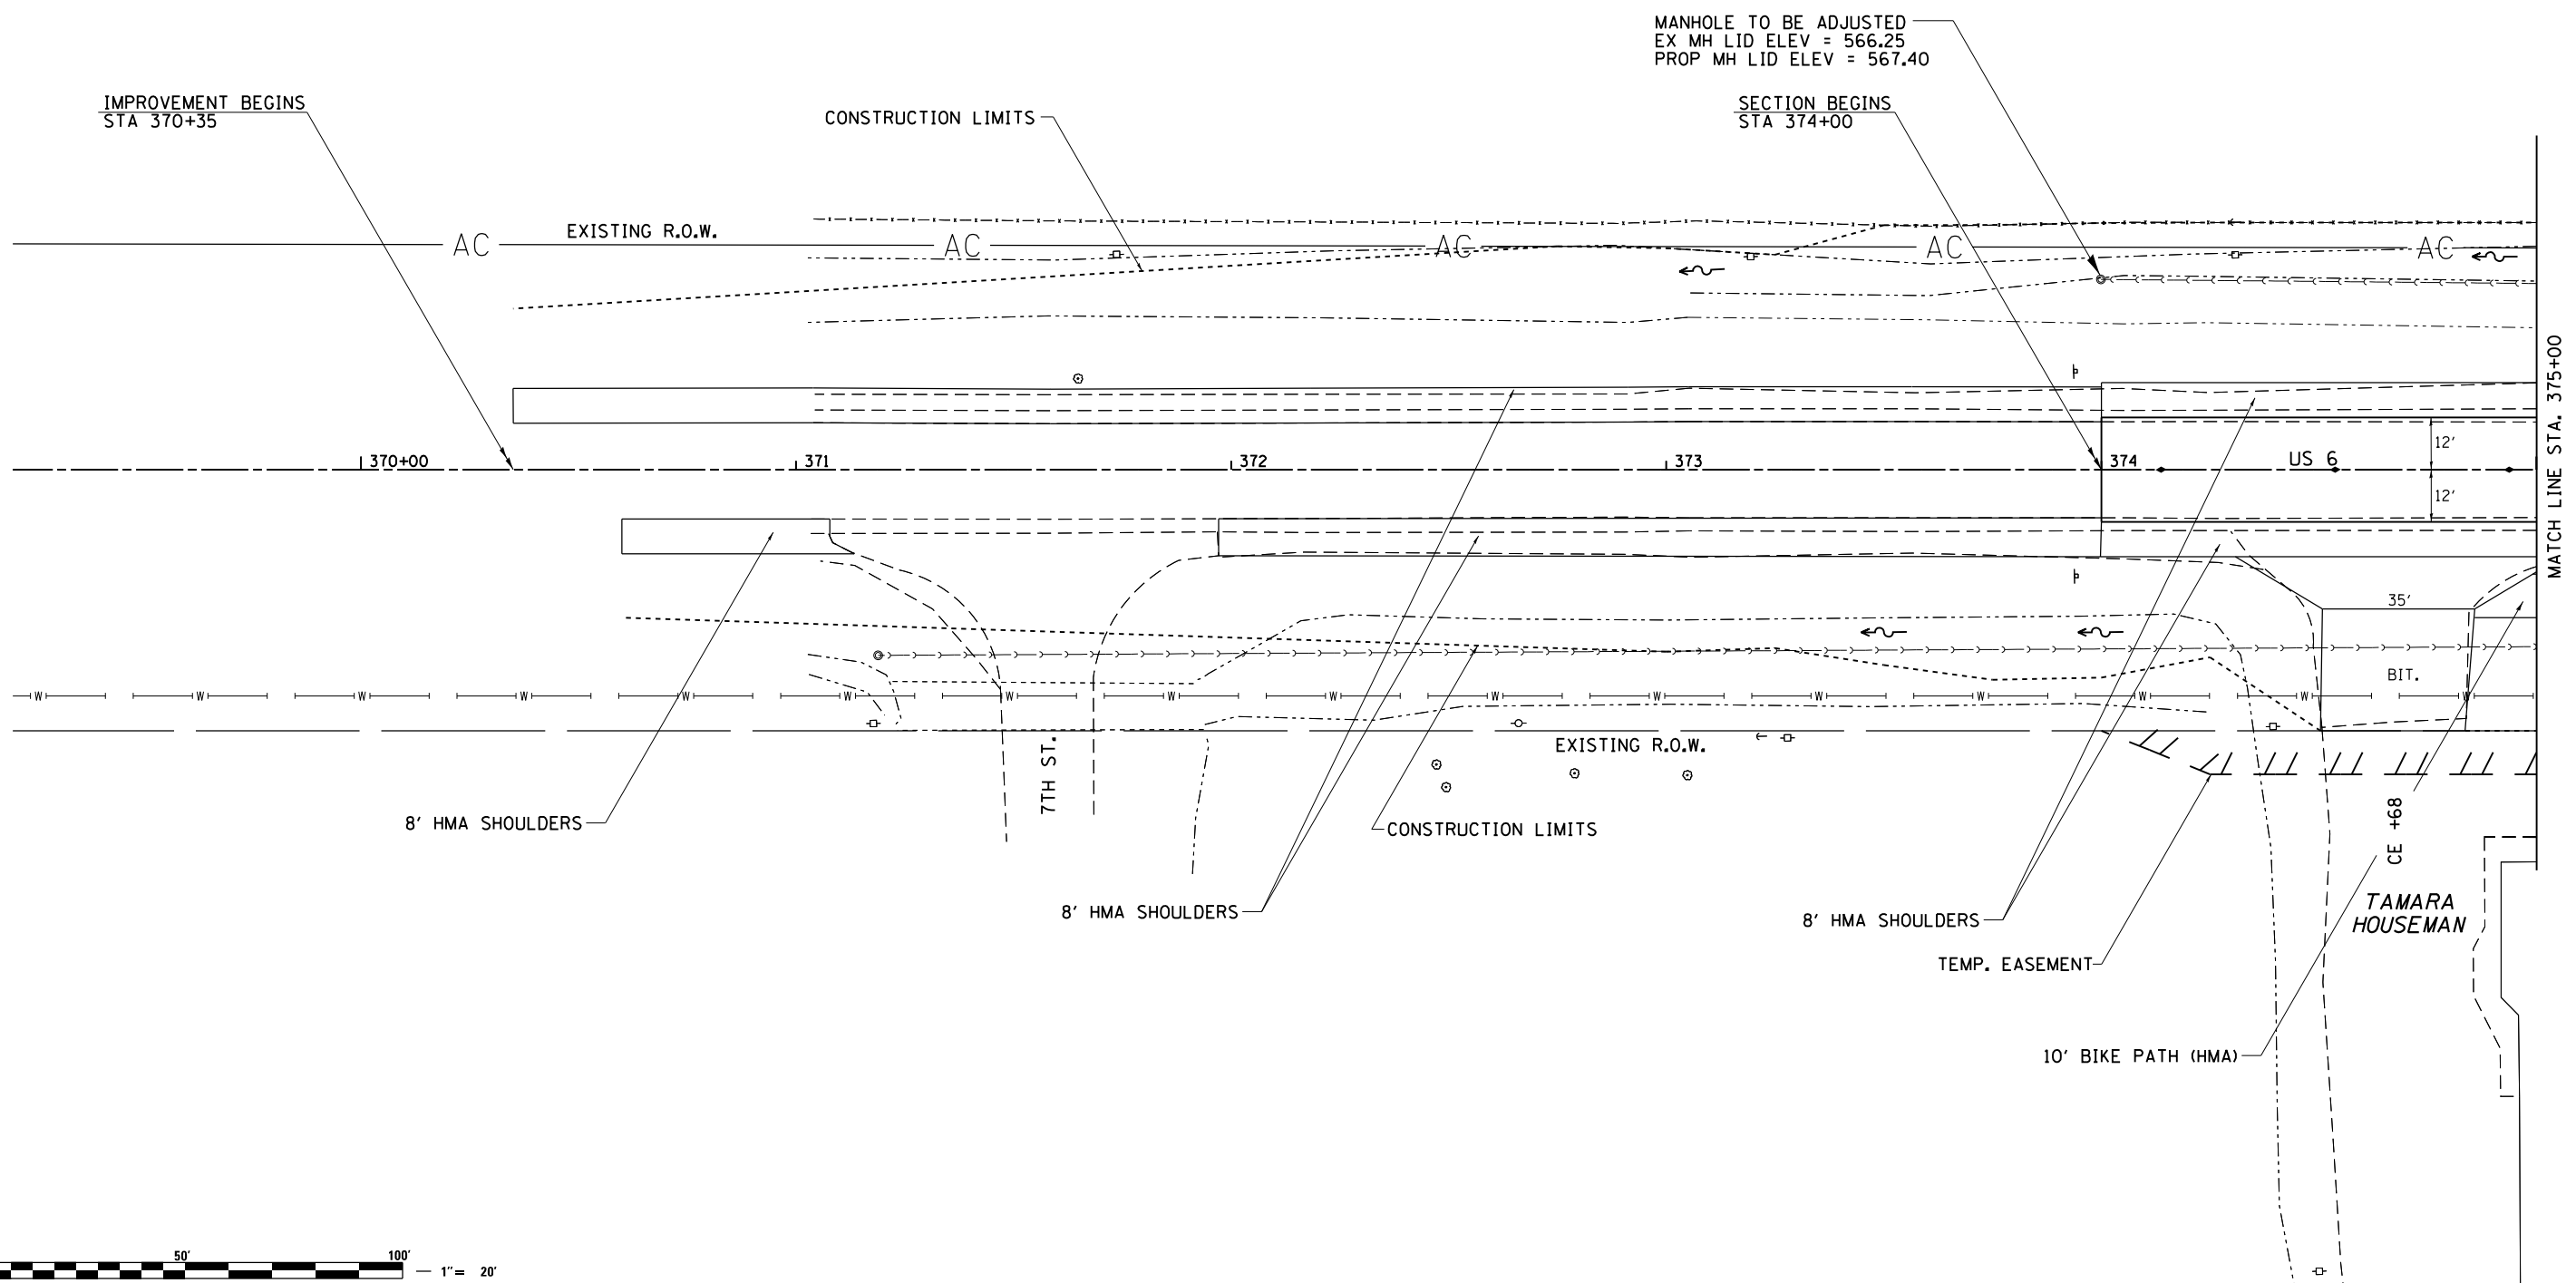 MANHOLE TO BE ADJUSTED
EX MH LID ELEV = 566.25
PROP MH LID ELEV = 567.40
IMPROVEMENT BEGINS
STA 370+35
CONSTRUCTION LIMITS
SECTION BEGINS
STA 374+00
EXISTING R.O.W.
AC AC AC AC AC
MATCH LINE STA. 375+00
12'
370+00 371 372 373 374 US 6
12'
35'
BIT.
W W W W W W W W W W W W W W W W
7TH ST.
EXISTING R.O.W.
8' HMA SHOULDERS
CONSTRUCTION LIMITS
CE +68
8' HMA SHOULDERS
8' HMA SHOULDERS
TAMARA
HOUSEMAN
TEMP. EASEMENT
10' BIKE PATH (HMA)
50' 100'
1"= 20'